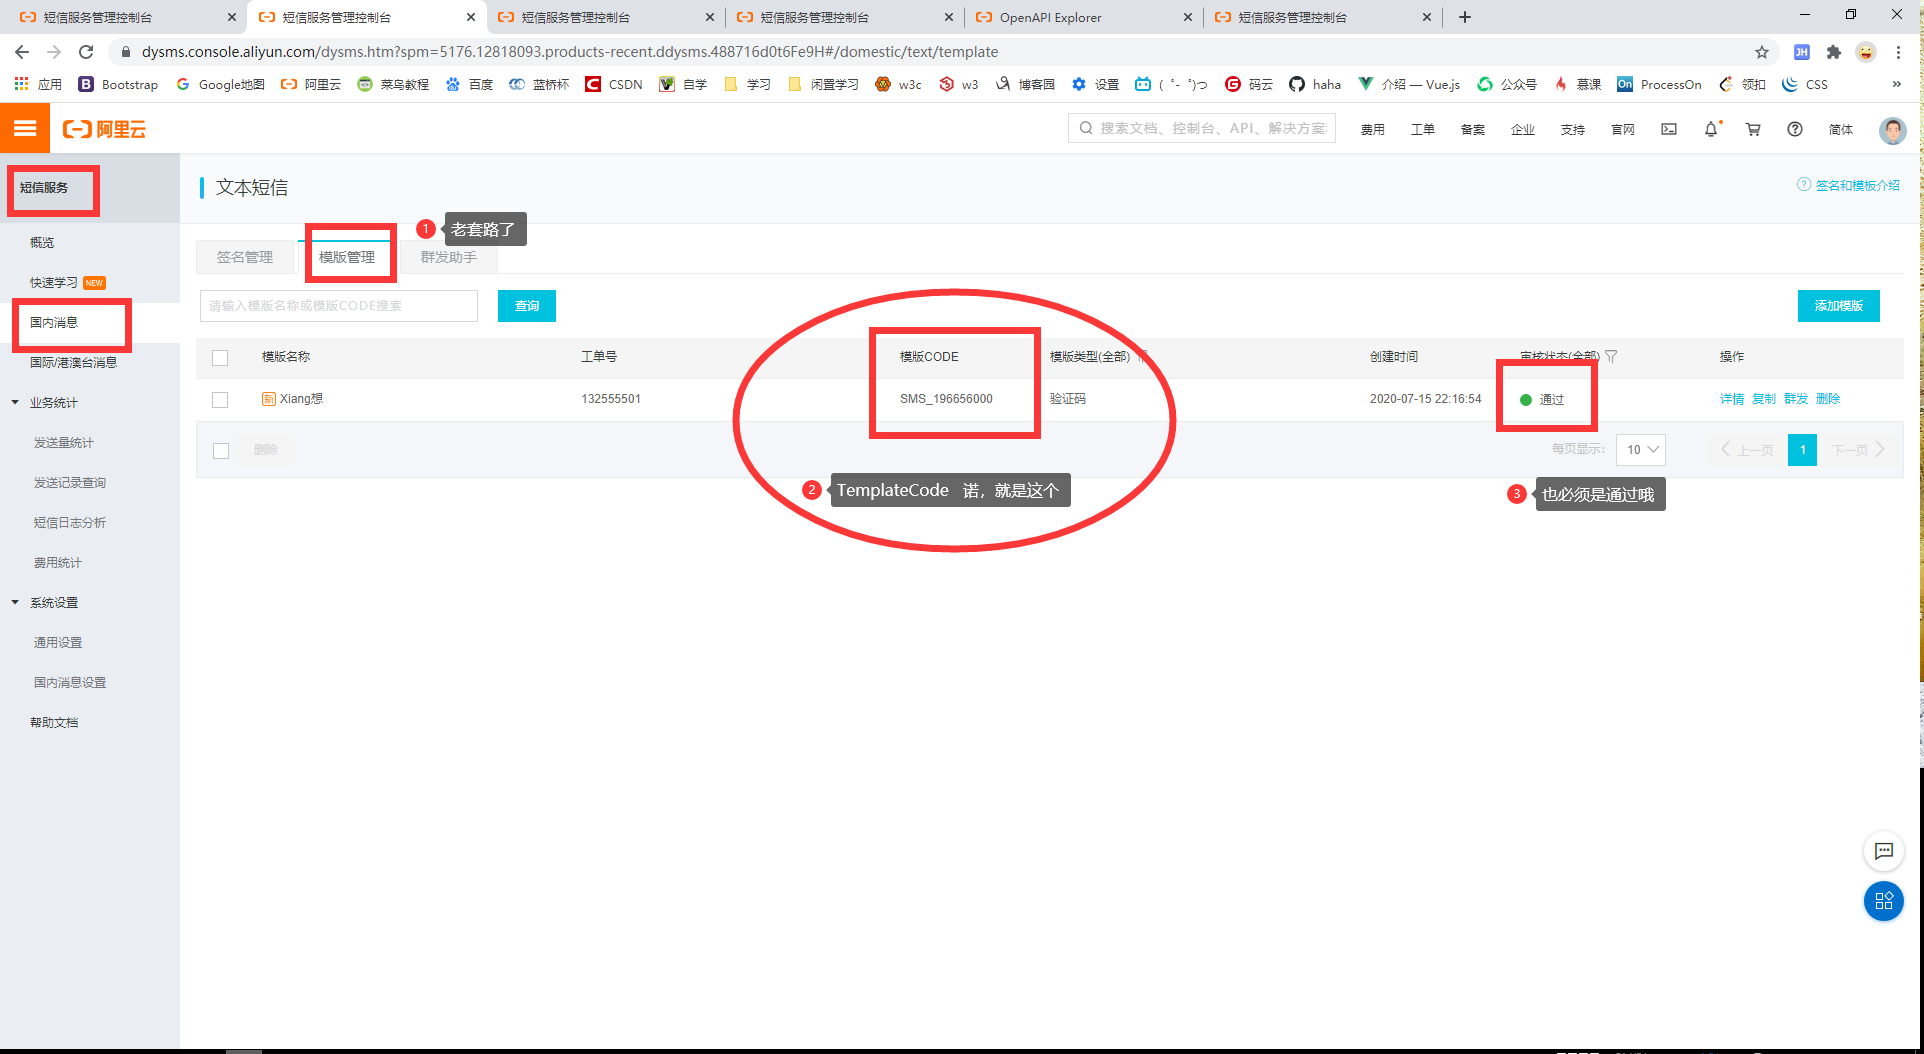 短信服务管理控制台
短信服务管理控制台
短信服务管理控制台
短信服务管理控制台
OpenAPI Explorer
短信服务管理控制台
dysms.console.aliyun.com/dysms.htm?spm=5176.12818093.products-recent.ddysms.488716d0t6Fe9H#/domestic/text/template
JH
应用
Bootstrap
Google地图
阿里云
菜鸟教程
百度
蓝桥杯
CSDN
自学
学习
闲置学习
w3c
w3
博客园
设置
( ゜- ゜)つ
码云
haha
介绍 — Vue.js
公众号
慕课
On ProcessOn
领扣
CSS
»
阿里云
搜索文档、控制台、API、解决方案
费用
工单
备案
企业
支持
官网
简体
短信服务
概览
快速学习 NEW
国内消息
国际/港澳台消息
业务统计
发送量统计
发送记录查询
短信日志分析
费用统计
系统设置
通用设置
国内消息设置
帮助文档
文本短信
签名和模板介绍
1 老套路了
签名管理
模版管理
群发助手
请输入模版名称或模版CODE搜索
查询
添加模版
模版名称 工单号 模版CODE 模版类型(全部) 创建时间 审核状态(全部) 操作
新 Xiang想 132555501 SMS_196656000 验证码 2020-07-15 22:16:54 通过 详情 复制 群发 删除
删除
每页显示: 10 上一页 1 下一页
2 TemplateCode 诺，就是这个
3 也必须是通过哦